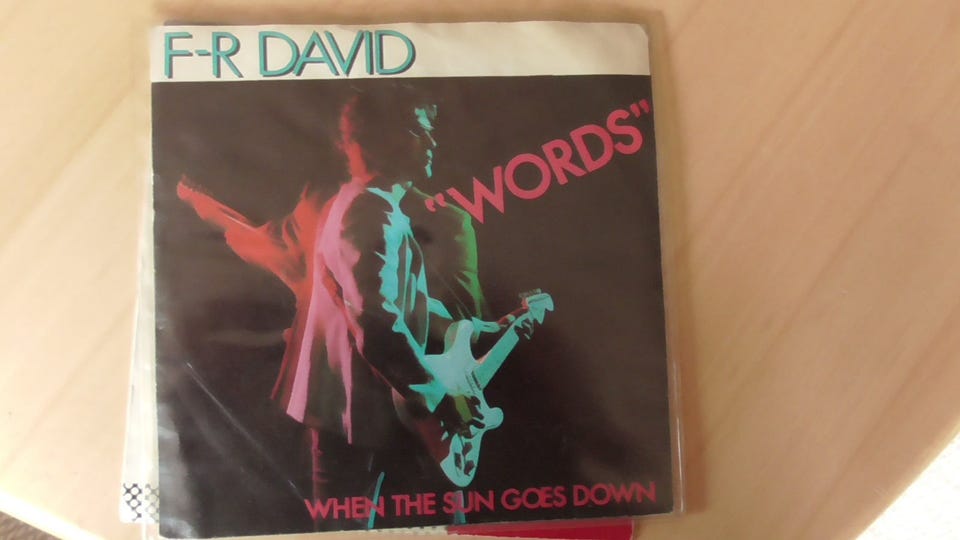 F-R DAVID
"WORDS"
WHEN THE SUN GOES DOWN